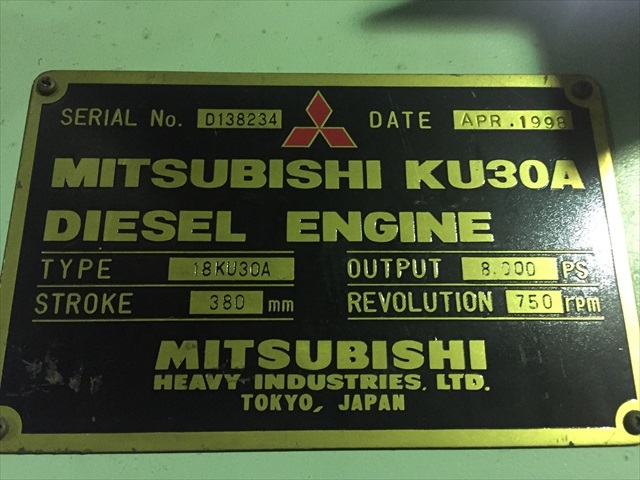 SERIAL No. D138234 DATE APR.1998
MITSUBISHI KU30A
DIESEL ENGINE
TYPE 18KU30A OUTPUT 8.000 PS
STROKE 380 mm REVOLUTION 750 rpm
MITSUBISHI
HEAVY INDUSTRIES, LTD.
TOKYO, JAPAN